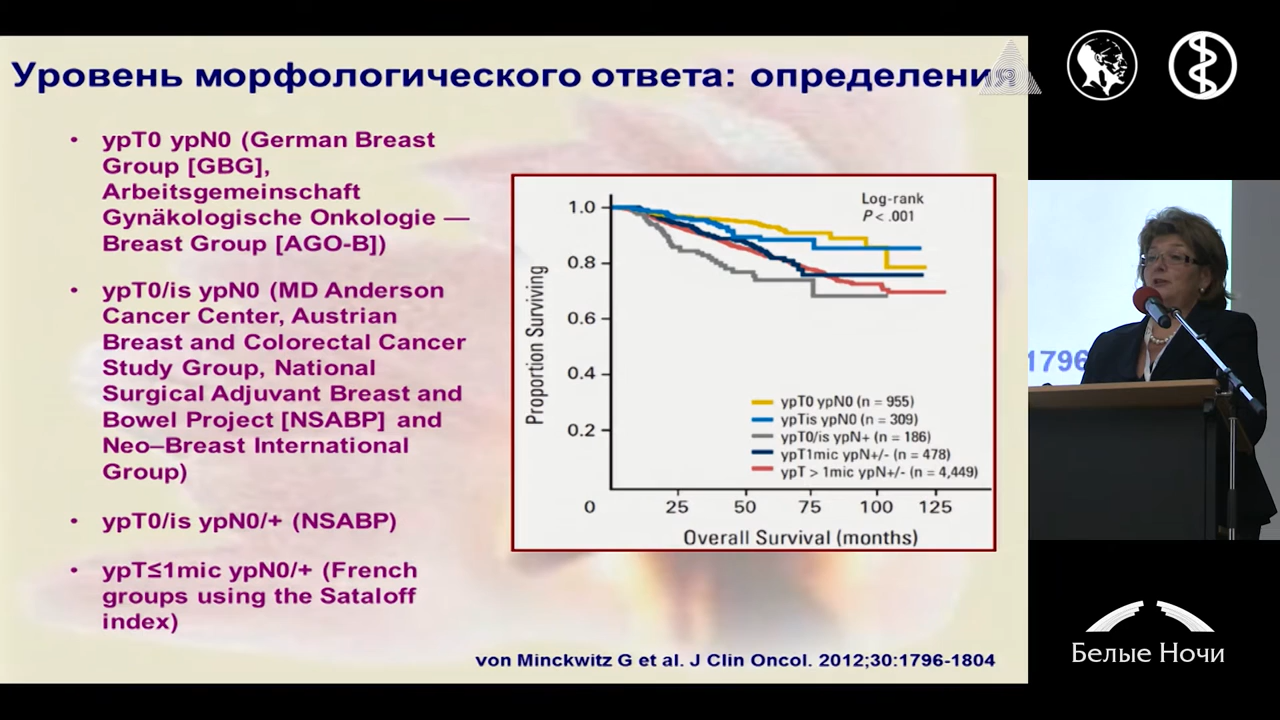 Уровень морфологического ответа: определения
• ypT0 ypN0 (German Breast
Group [GBG],
Arbeitsgemeinschaft
Gynäkologische Onkologie —
Breast Group [AGO-B])
• ypT0/is ypN0 (MD Anderson
Cancer Center, Austrian
Breast and Colorectal Cancer
Study Group, National
Surgical Adjuvant Breast and
Bowel Project [NSABP] and
Neo–Breast International
Group)
• ypT0/is ypN0/+ (NSABP)
• ypT≤1mic ypN0/+ (French
groups using the Sataloff
index)
Log-rank
P < .001
Proportion Surviving
1.0
0.8
0.6
0.4
0.2
ypT0 ypN0 (n = 955)
ypTis ypN0 (n = 309)
ypT0/is ypN+ (n = 186)
ypT1mic ypN+/- (n = 478)
ypT > 1mic ypN+/- (n = 4,449)
0 25 50 75 100 125
Overall Survival (months)
von Minckwitz G et al. J Clin Oncol. 2012;30:1796-1804
1796
Белые Ночи